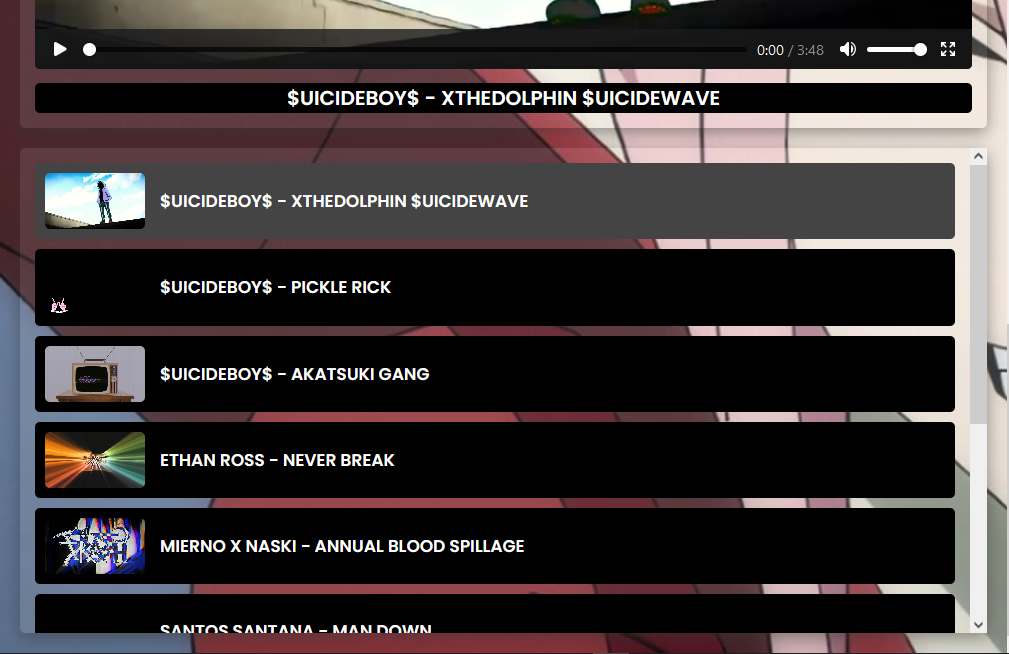 0:00 / 3:48
$UICIDEBOY$ - XTHEDOLPHIN $UICIDEWAVE
$UICIDEBOY$ - XTHEDOLPHIN $UICIDEWAVE
$UICIDEBOY$ - PICKLE RICK
$UICIDEBOY$ - AKATSUKI GANG
ETHAN ROSS - NEVER BREAK
MIERNO X NASKI - ANNUAL BLOOD SPILLAGE
SANTOS SANTANA - MAN DOWN